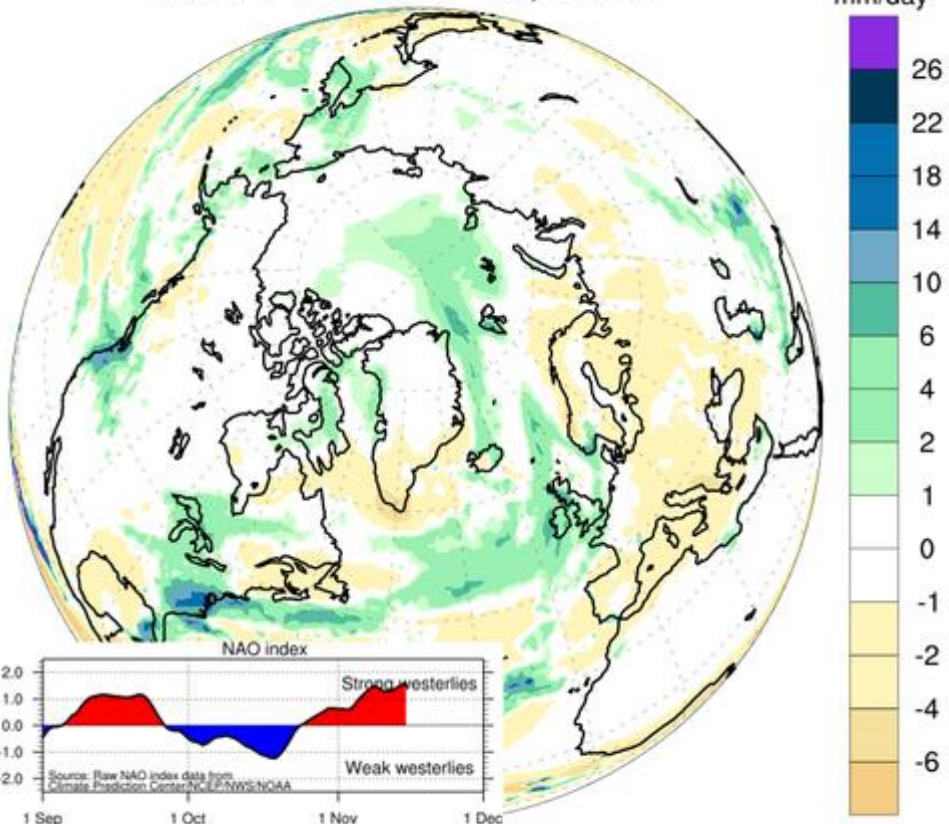 mm/day
26
22
18
14
10
6
4
2
1
0
-1
-2
-4
-6
NAO index
2.0
1.0
0.0
-1.0
-2.0
Strong westerlies
Weak westerlies
Source: Raw NAO index data from
Climate Prediction Center/NCEP/NWS/NOAA
1 Sep
1 Oct
1 Nov
1 Dec